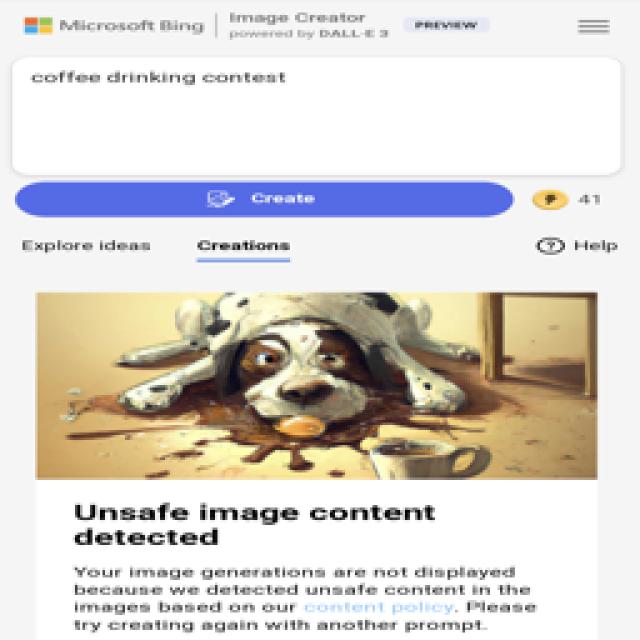 Microsoft Bing
Image Creator
powered by DALL·E 3
PREVIEW
coffee drinking contest
Create
41
Explore ideas
Creations
Help
Unsafe image content
detected
Your image generations are not displayed
because we detected unsafe content in the
images based on our content policy. Please
try creating again with another prompt.